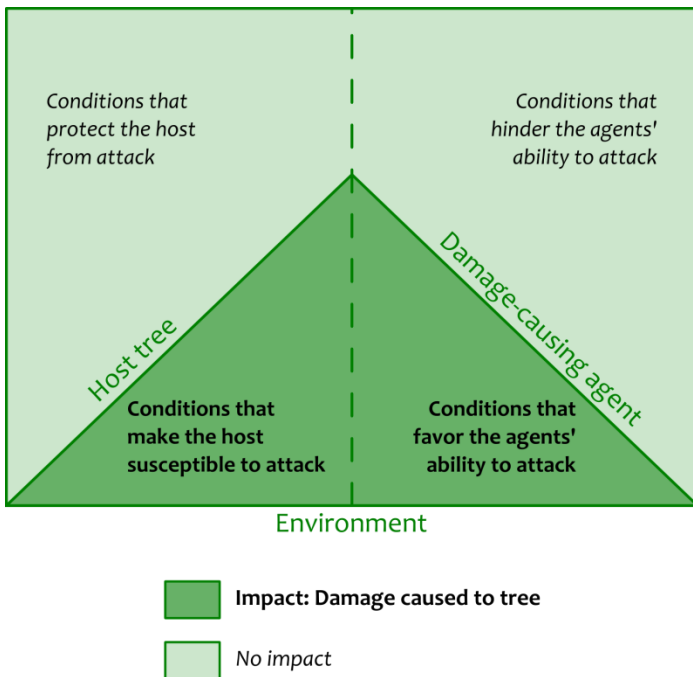 Conditions that
protect the host
from attack
Conditions that
hinder the agents'
ability to attack
Host tree
Damage-causing agent
Conditions that
make the host
susceptible to attack
Conditions that
favor the agents'
ability to attack
Environment
Impact: Damage caused to tree
No impact